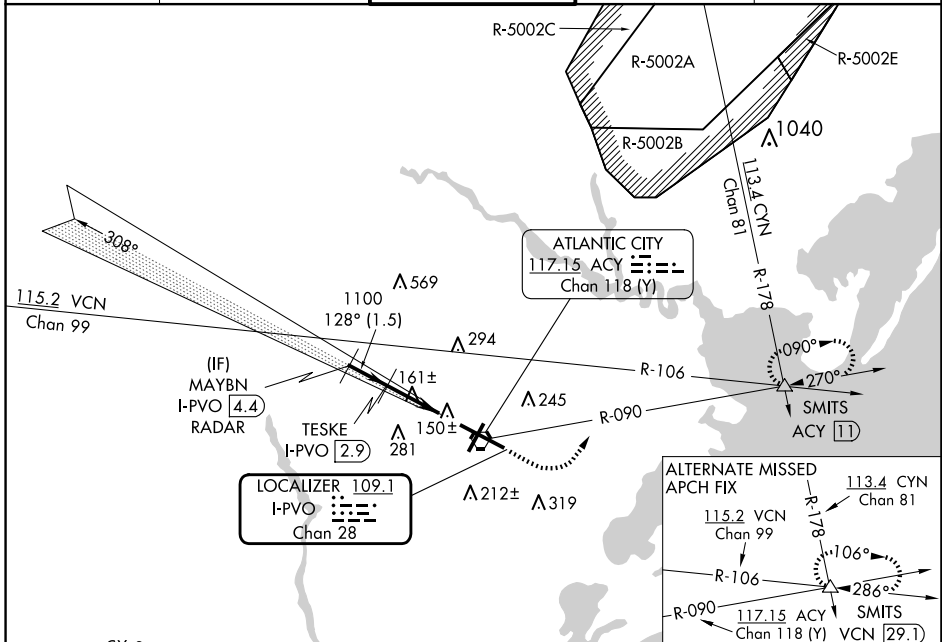 R-5002C
R-5002A
R-5002E
R-5002B
1040
113.4 CYN
Chan 81
R-178
308°
115.2 VCN
Chan 99
569
1100
128° (1.5)
ATLANTIC CITY
117.15 ACY
Chan 118 (Y)
294
(IF)
MAYBN
I-PVO 4.4
RADAR
161±
TESKE
I-PVO 2.9
150±
281
245
R-106
R-090
090°
270°
SMITS
ACY 11
LOCALIZER 109.1
I-PVO
Chan 28
212±
319
ALTERNATE MISSED
APCH FIX
113.4 CYN
Chan 81
115.2 VCN
Chan 99
R-178
106°
R-106
286°
R-090
SMITS
117.15 ACY
Chan 118 (Y)
VCN 29.1